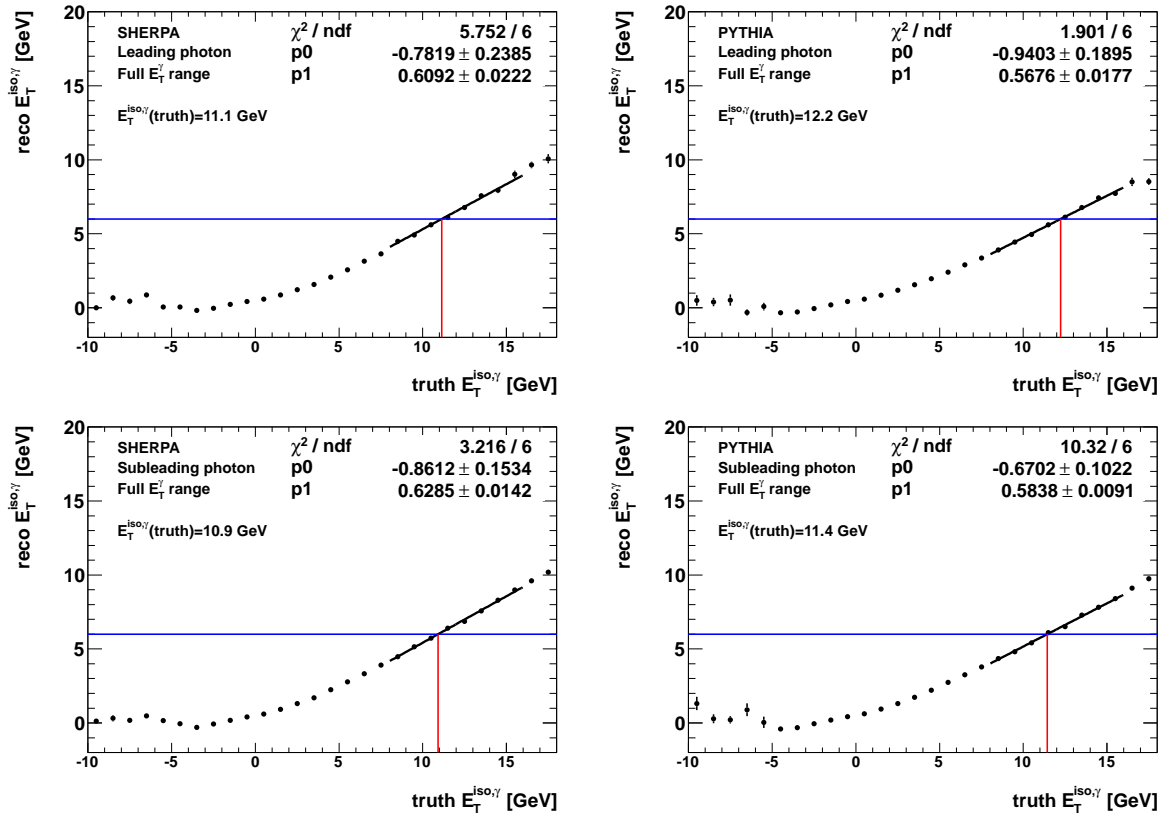 SHERPA χ² / ndf 5.752 / 6
Leading photon p0 -0.7819 ± 0.2385
Full E_T^γ range p1 0.6092 ± 0.0222
E_T^{iso,γ}(truth)=11.1 GeV
reco E_T^{iso,γ} [GeV]
20
15
10
5
0
-10 -5 0 5 10 15
truth E_T^{iso,γ} [GeV]
PYTHIA χ² / ndf 1.901 / 6
Leading photon p0 -0.9403 ± 0.1895
Full E_T^γ range p1 0.5676 ± 0.0177
E_T^{iso,γ}(truth)=12.2 GeV
reco E_T^{iso,γ} [GeV]
20
15
10
5
0
-10 -5 0 5 10 15
truth E_T^{iso,γ} [GeV]
SHERPA χ² / ndf 3.216 / 6
Subleading photon p0 -0.8612 ± 0.1534
Full E_T^γ range p1 0.6285 ± 0.0142
E_T^{iso,γ}(truth)=10.9 GeV
reco E_T^{iso,γ} [GeV]
20
15
10
5
0
-10 -5 0 5 10 15
truth E_T^{iso,γ} [GeV]
PYTHIA χ² / ndf 10.32 / 6
Subleading photon p0 -0.6702 ± 0.1022
Full E_T^γ range p1 0.5838 ± 0.0091
E_T^{iso,γ}(truth)=11.4 GeV
reco E_T^{iso,γ} [GeV]
20
15
10
5
0
-10 -5 0 5 10 15
truth E_T^{iso,γ} [GeV]